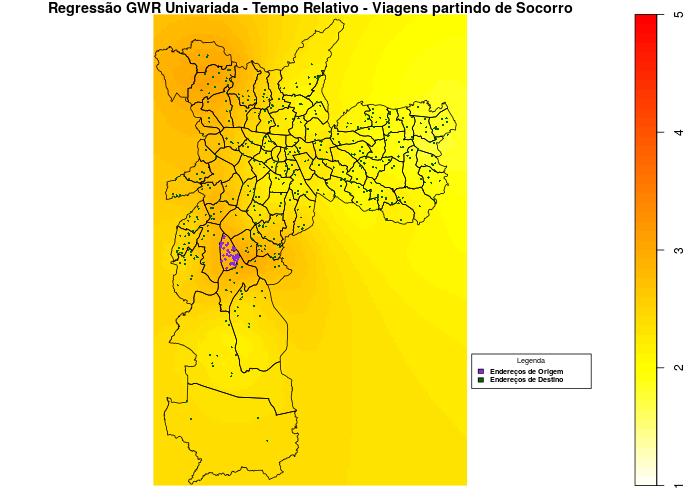 Regressão GWR Univariada - Tempo Relativo - Viagens partindo de Socorro
5
4
3
2
1
Legenda
Endereços de Origem
Endereços de Destino